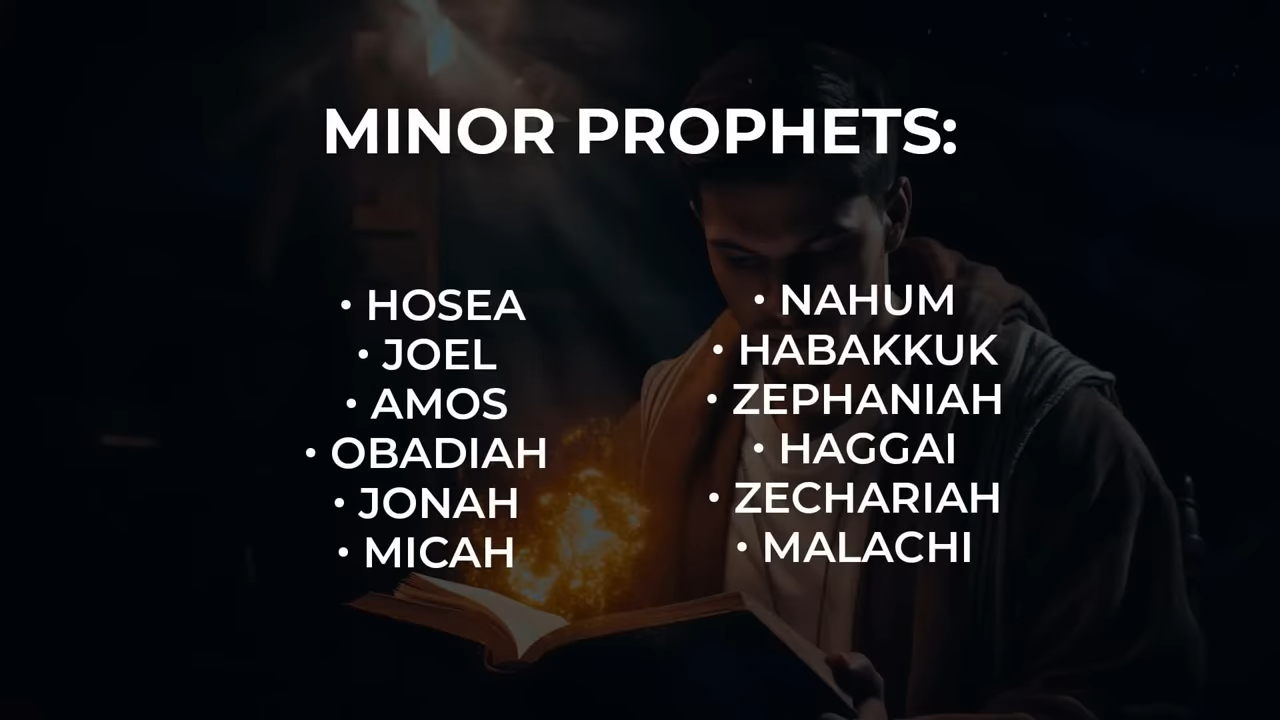 MINOR PROPHETS:
• HOSEA
• JOEL
• AMOS
• OBADIAH
• JONAH
• MICAH
• NAHUM
• HABAKKUK
• ZEPHANIAH
• HAGGAI
• ZECHARIAH
• MALACHI